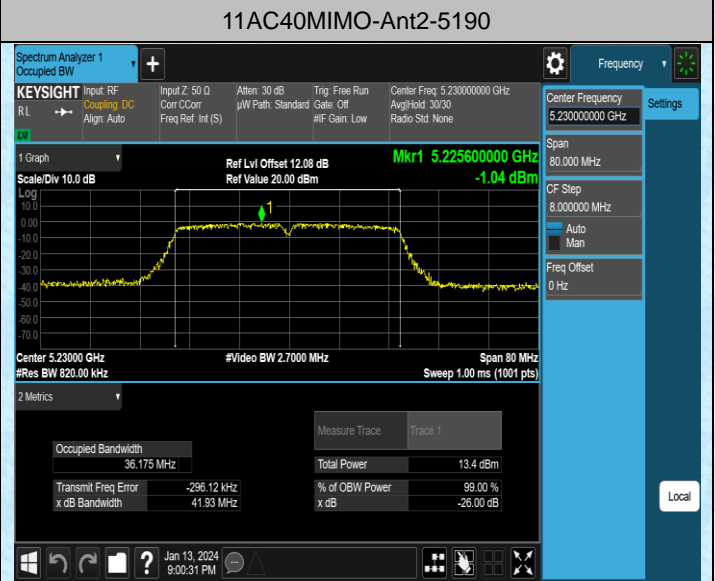 11AC40MIMO-Ant2-5190
Spectrum Analyzer 1
Occupied BW
+
Frequency
KEYSIGHT
RL
LXI
Input: RF
Coupling: DC
Align: Auto
Input Z: 50 Ω
Corr CCorr
Freq Ref: Int (S)
Atten: 30 dB
µW Path: Standard
Trig: Free Run
Gate: Off
#IF Gain: Low
Center Freq: 5.230000000 GHz
Avg|Hold: 30/30
Radio Std: None
Center Frequency
5.230000000 GHz
Settings
Span
80.000 MHz
CF Step
8.000000 MHz
Auto
Man
Freq Offset
0 Hz
Local
1 Graph
Scale/Div 10.0 dB
Ref Lvl Offset 12.08 dB
Ref Value 20.00 dBm
Mkr1 5.225600000 GHz
-1.04 dBm
Log
10.0
0.00
-10.0
-20.0
-30.0
-40.0
-50.0
-60.0
-70.0
1
Center 5.23000 GHz
#Res BW 820.00 kHz
#Video BW 2.7000 MHz
Span 80 MHz
Sweep 1.00 ms (1001 pts)
2 Metrics
Measure Trace Trace 1
Occupied Bandwidth
36.175 MHz
Total Power 13.4 dBm
Transmit Freq Error -296.12 kHz
% of OBW Power 99.00 %
x dB Bandwidth 41.93 MHz
x dB -26.00 dB
?
Jan 13, 2024
9:00:31 PM